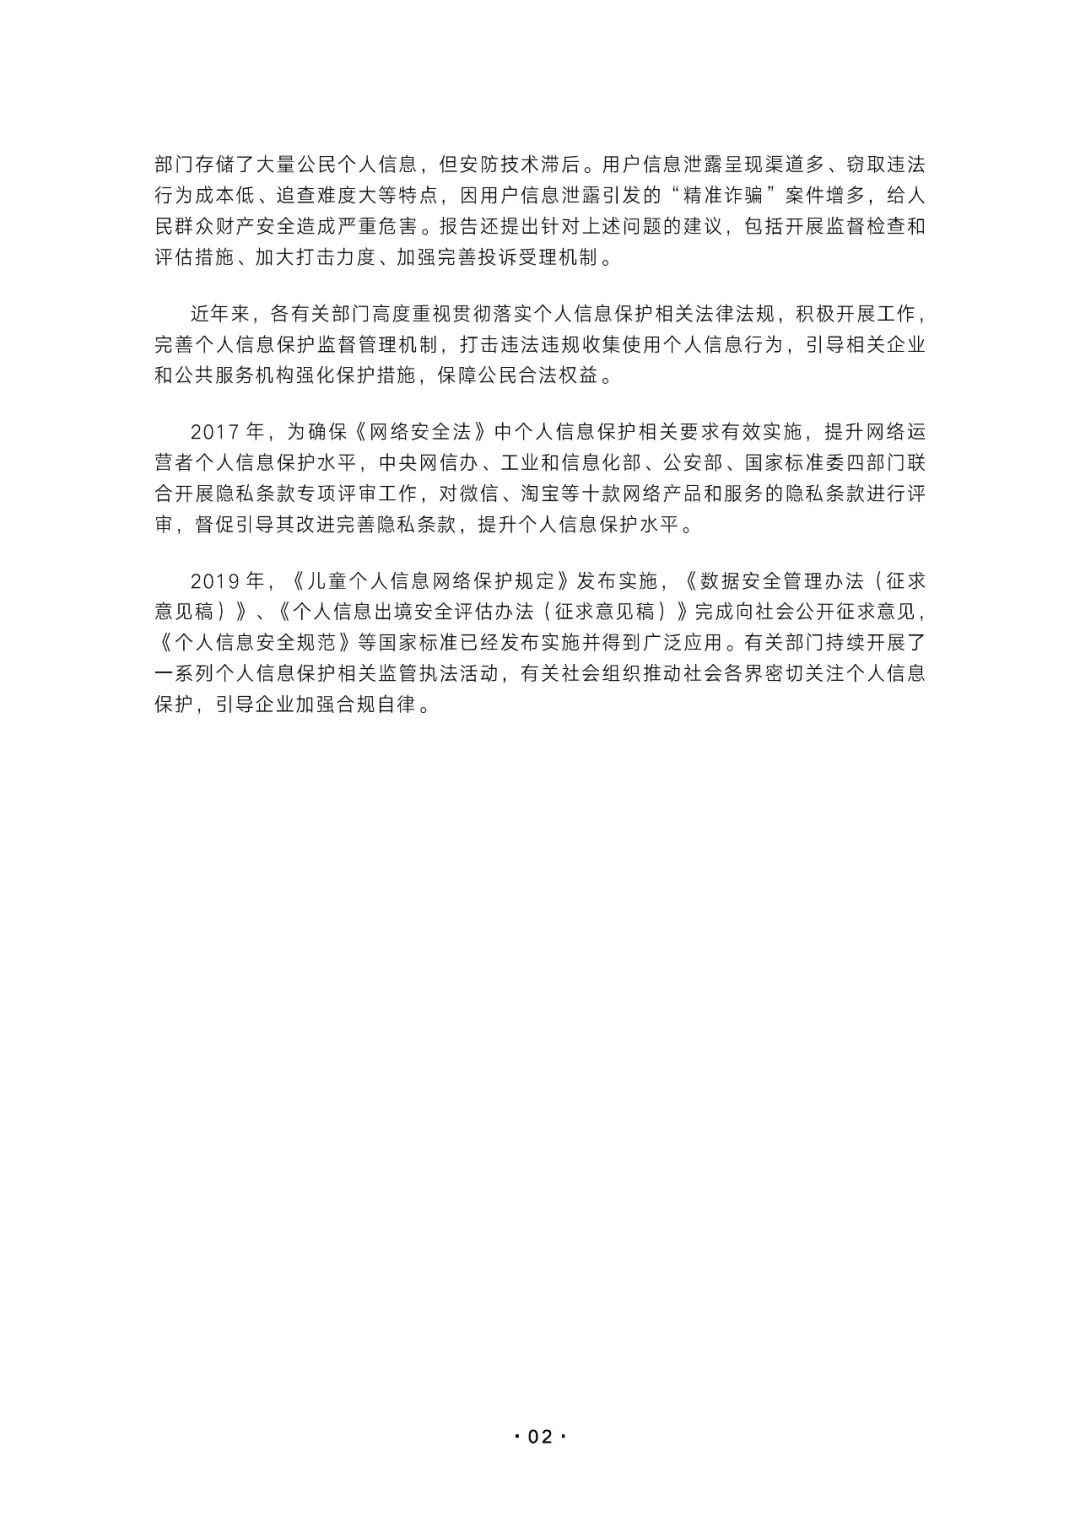 部门存储了大量公民个人信息，但安防技术滞后。用户信息泄露呈现渠道多、窃取违法
行为成本低、追查难度大等特点，因用户信息泄露引发的“精准诈骗”案件增多，给人
民群众财产安全造成严重危害。报告还提出针对上述问题的建议，包括开展监督检查和
评估措施、加大打击力度、加强完善投诉受理机制。
近年来，各有关部门高度重视贯彻落实个人信息保护相关法律法规，积极开展工作，
完善个人信息保护监督管理机制，打击违法违规收集使用个人信息行为，引导相关企业
和公共服务机构强化保护措施，保障公民合法权益。
2017 年，为确保《网络安全法》中个人信息保护相关要求有效实施，提升网络运
营者个人信息保护水平，中央网信办、工业和信息化部、公安部、国家标准委四部门联
合开展隐私条款专项评审工作，对微信、淘宝等十款网络产品和服务的隐私条款进行评
审，督促引导其改进完善隐私条款，提升个人信息保护水平。
2019 年，《儿童个人信息网络保护规定》发布实施，《数据安全管理办法（征求
意见稿）》、《个人信息出境安全评估办法（征求意见稿）》完成向社会公开征求意见，
《个人信息安全规范》等国家标准已经发布实施并得到广泛应用。有关部门持续开展了
一系列个人信息保护相关监管执法活动，有关社会组织推动社会各界密切关注个人信息
保护，引导企业加强合规自律。
· 02 ·